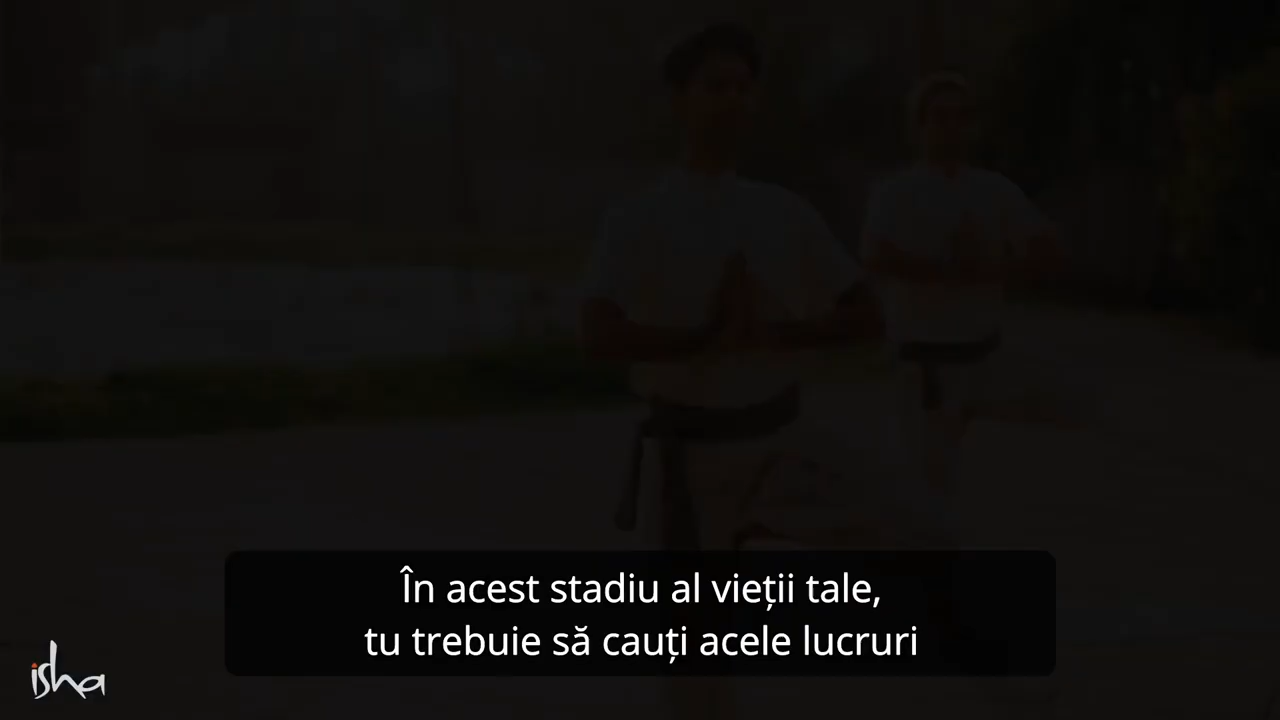 În acest stadiu al vieții tale,
tu trebuie să cauți acele lucruri
isha